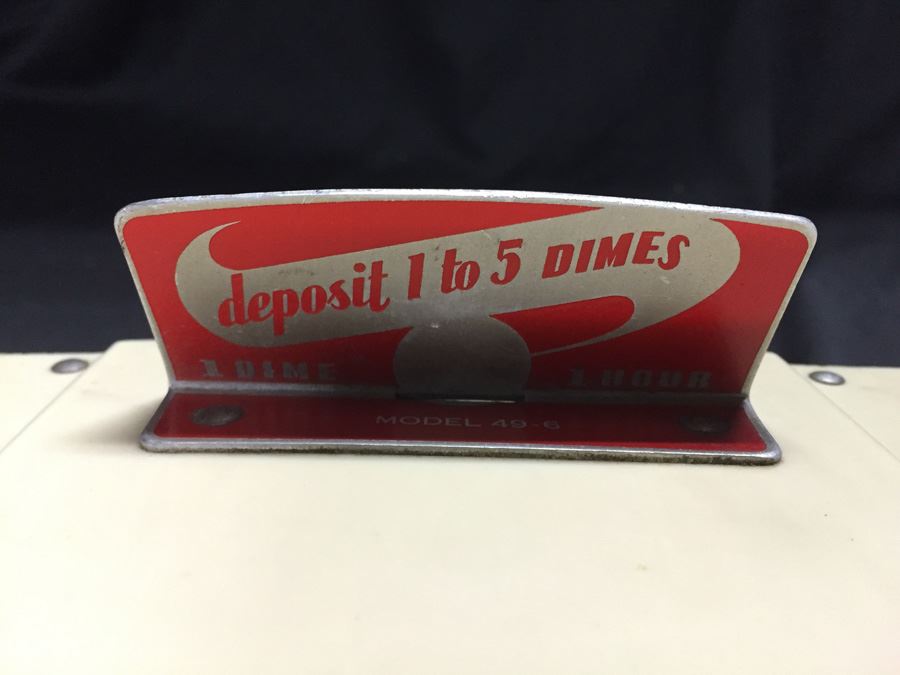 deposit 1 to 5 DIMES
1 DIME 1 HOUR
MODEL 49-6